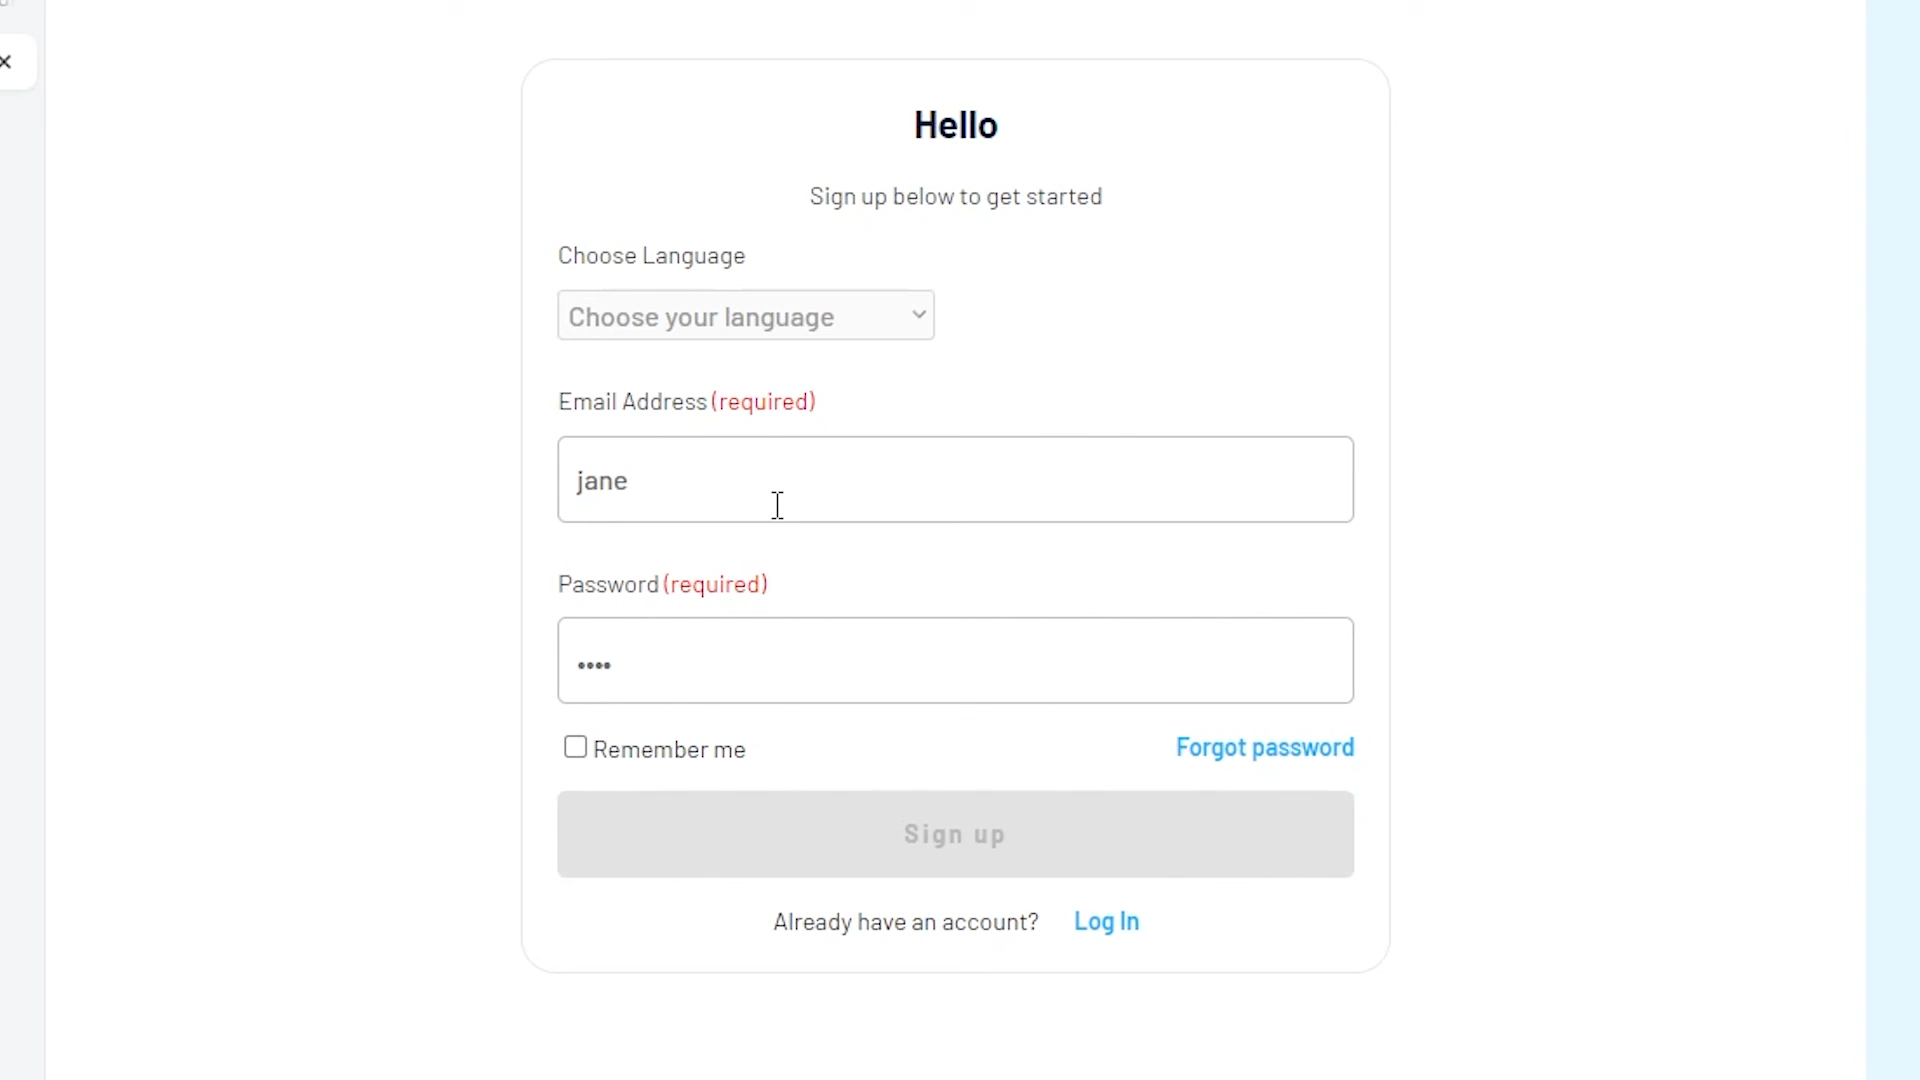 Hello
Sign up below to get started
Choose Language
Choose your language
Email Address (required)
jane
Password (required)
••••
Remember me
Forgot password
Sign up
Already have an account? Log In